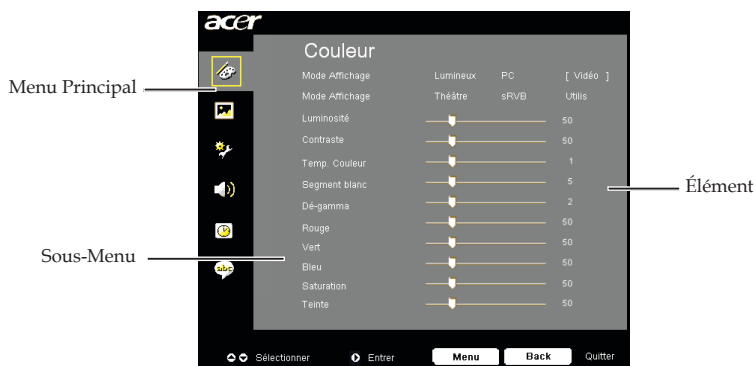 acer
Couleur
Mode Affichage Lumineux PC [ Vidéo ]
Mode Affichage Théâtre sRVB Utilis
Luminosité 50
Contraste 50
Temp. Couleur 1
Segment blanc 5
Dé-gamma 2
Rouge 50
Vert 50
Bleu 50
Saturation 50
Teinte 50
Menu Principal
Sous-Menu
Élément
abc
Sélectionner Entrer Menu Back Quitter